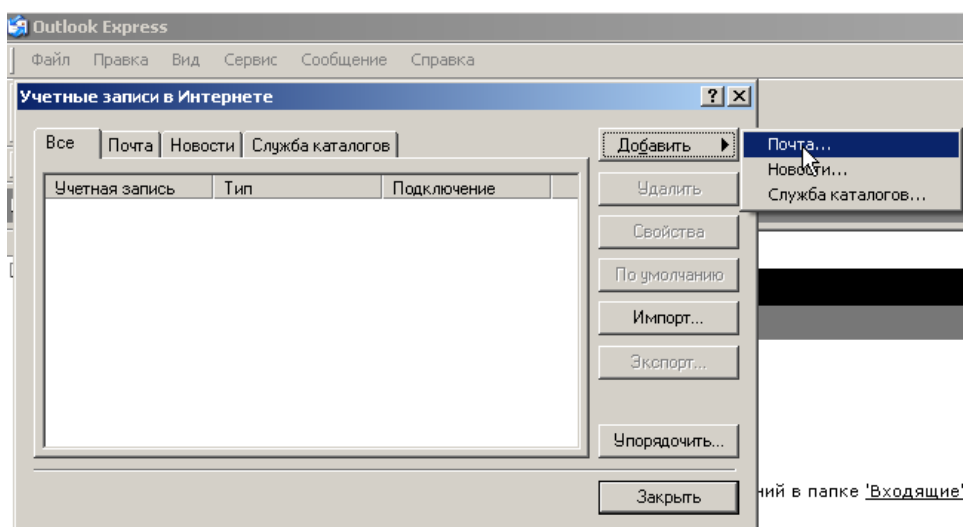 Outlook Express
Файл Правка Вид Сервис Сообщение Справка
Учетные записи в Интернете
Все Почта Новости Служба каталогов
Добавить
Почта...
Новости...
Служба каталогов...
Учетная запись Тип Подключение
Удалить
Свойства
По умолчанию
Импорт...
Экспорт...
Упорядочить...
Закрыть
ний в папке 'Входящие'